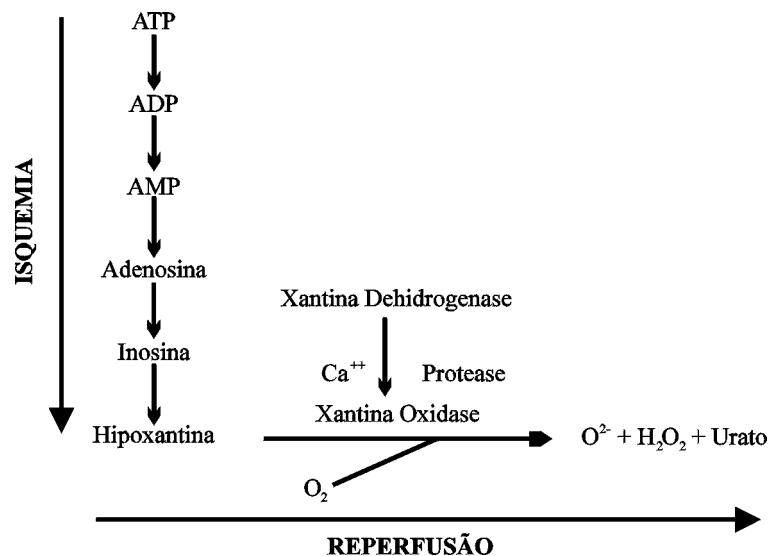 ATP
ADP
AMP
Adenosina
Inosina
Hipoxantina
ISQUEMIA
Xantina Dehidrogenase
Ca⁺⁺ Protease
Xantina Oxidase
O₂
O²⁻ + H₂O₂ + Urato
REPERFUSÃO